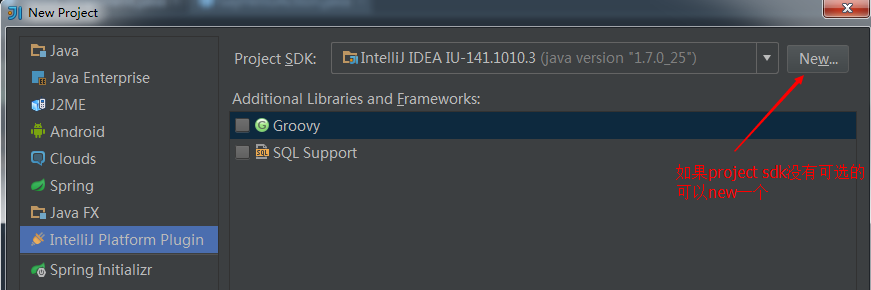 New Project
Java
Java Enterprise
J2ME
Android
Clouds
Spring
Java FX
IntelliJ Platform Plugin
Spring Initializr
Project SDK: IntelliJ IDEA IU-141.1010.3 (java version "1.7.0_25") New...
Additional Libraries and Frameworks:
Groovy
SQL Support
如果project sdk没有可选的
可以new一个